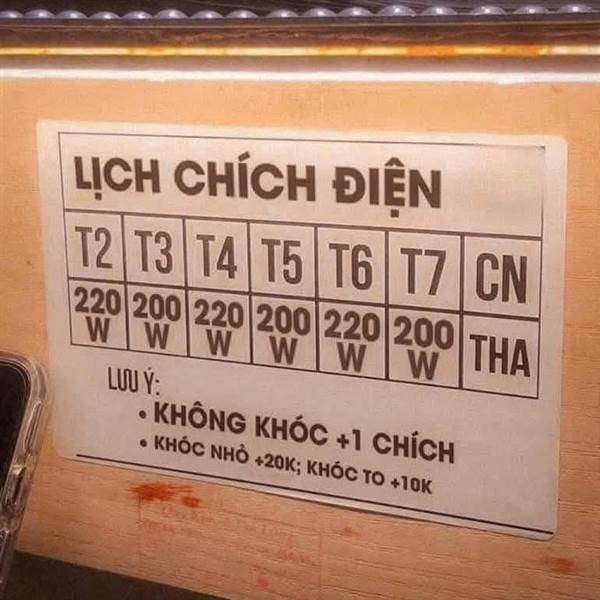 LỊCH CHÍCH ĐIỆN
T2 T3 T4 T5 T6 T7 CN
220 W 200 W 220 W 200 W 220 W 200 W THA
LƯU Ý:
• KHÔNG KHÓC +1 CHÍCH
• KHÓC NHỎ +20K; KHÓC TO +10K